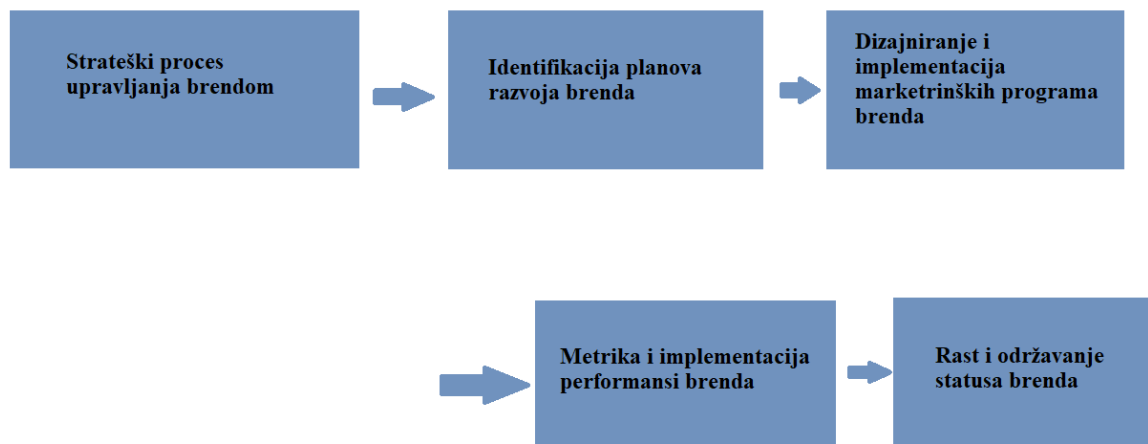 Strateški proces
upravljanja brendom
Identifikacija planova
razvoja brenda
Dizajniranje i
implementacija
marketrinških programa
brenda
Metrika i implementacija
performansi brenda
Rast i održavanje
statusa brenda